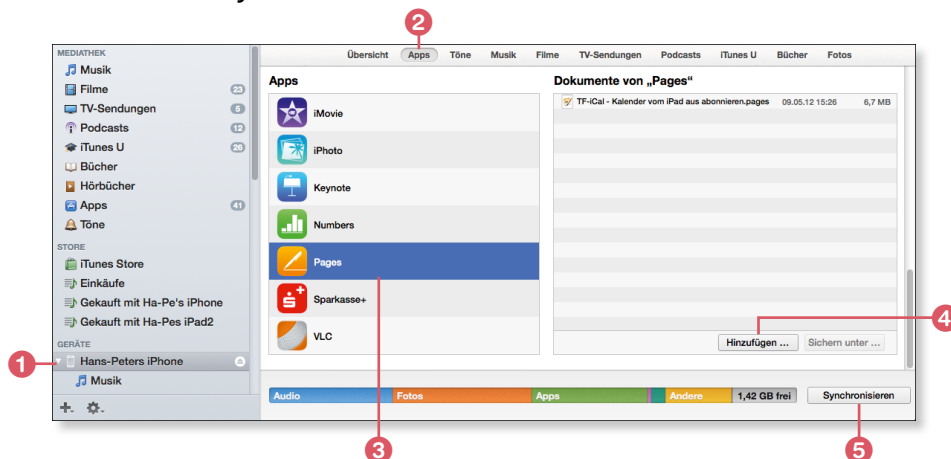 2
MEDIATHEK
Musik
Filme 23
TV-Sendungen 5
Podcasts 12
iTunes U 26
Bücher
Hörbücher
Apps 41
Töne
STORE
iTunes Store
Einkäufe
Gekauft mit Ha-Pe's iPhone
Gekauft mit Ha-Pes iPad2
GERÄTE
1
Hans-Peters iPhone
Musik
Übersicht Apps Töne Musik Filme TV-Sendungen Podcasts iTunes U Bücher Fotos
Apps
iMovie
iPhoto
Keynote
Numbers
Pages
Sparkasse+
VLC
Dokumente von „Pages“
TF-iCal - Kalender vom iPad aus abonnieren.pages 09.05.12 15:26 6,7 MB
4
Hinzufügen ... Sichern unter ...
Audio Fotos Apps Andere 1,42 GB frei Synchronisieren
3 5